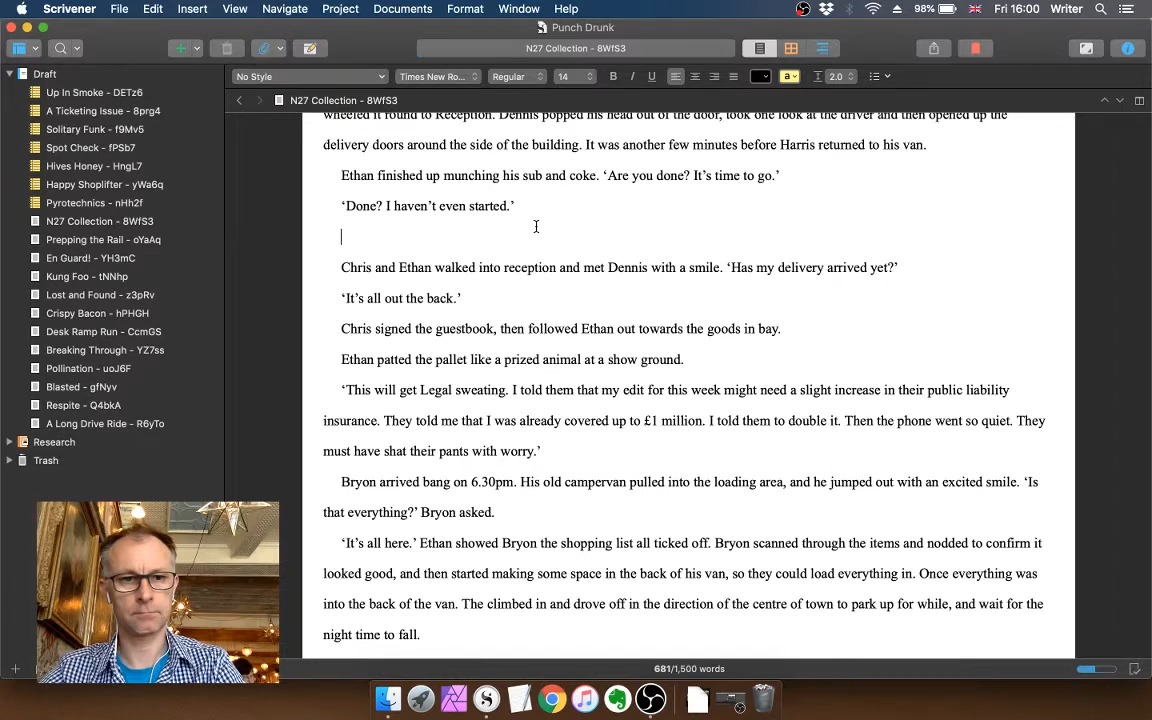 Scrivener File Edit Insert View Navigate Project Documents Format Window Help 98% Fri 16:00 Writer
Punch Drunk
N27 Collection - 8WfS3
No Style Times New Ro... Regular 14 B I U a 2.0
Draft
N27 Collection - 8WfS3
Up In Smoke - DETz6
A Ticketing Issue - 8prg4
Solitary Funk - f9Mv5
Spot Check - fPSb7
Hives Honey - HngL7
Happy Shoplifter - yWa6q
Pyrotechnics - nHh2f
N27 Collection - 8WfS3
Prepping the Rail - oYaAq
En Guard! - YH3mC
Kung Foo - tNNhp
Lost and Found - z3pRv
Crispy Bacon - hPHGH
Desk Ramp Run - CcmGS
Breaking Through - YZ7ss
Pollination - uoJ6F
Blasted - gfNyv
Respite - Q4bkA
A Long Drive Ride - R6yTo
Research
Trash
wheeled it round to Reception. Dennis popped his head out of the door, took one look at the driver and then opened up the
delivery doors around the side of the building. It was another few minutes before Harris returned to his van.
Ethan finished up munching his sub and coke. ‘Are you done? It’s time to go.’
‘Done? I haven’t even started.’
Chris and Ethan walked into reception and met Dennis with a smile. ‘Has my delivery arrived yet?’
‘It’s all out the back.’
Chris signed the guestbook, then followed Ethan out towards the goods in bay.
Ethan patted the pallet like a prized animal at a show ground.
‘This will get Legal sweating. I told them that my edit for this week might need a slight increase in their public liability
insurance. They told me that I was already covered up to £1 million. I told them to double it. Then the phone went so quiet. They
must have shat their pants with worry.’
Bryon arrived bang on 6.30pm. His old campervan pulled into the loading area, and he jumped out with an excited smile. ‘Is
that everything?’ Bryon asked.
‘It’s all here.’ Ethan showed Bryon the shopping list all ticked off. Bryon scanned through the items and nodded to confirm it
looked good, and then started making some space in the back of his van, so they could load everything in. Once everything was
into the back of the van. The climbed in and drove off in the direction of the centre of town to park up for while, and wait for the
night time to fall.
681/1,500 words